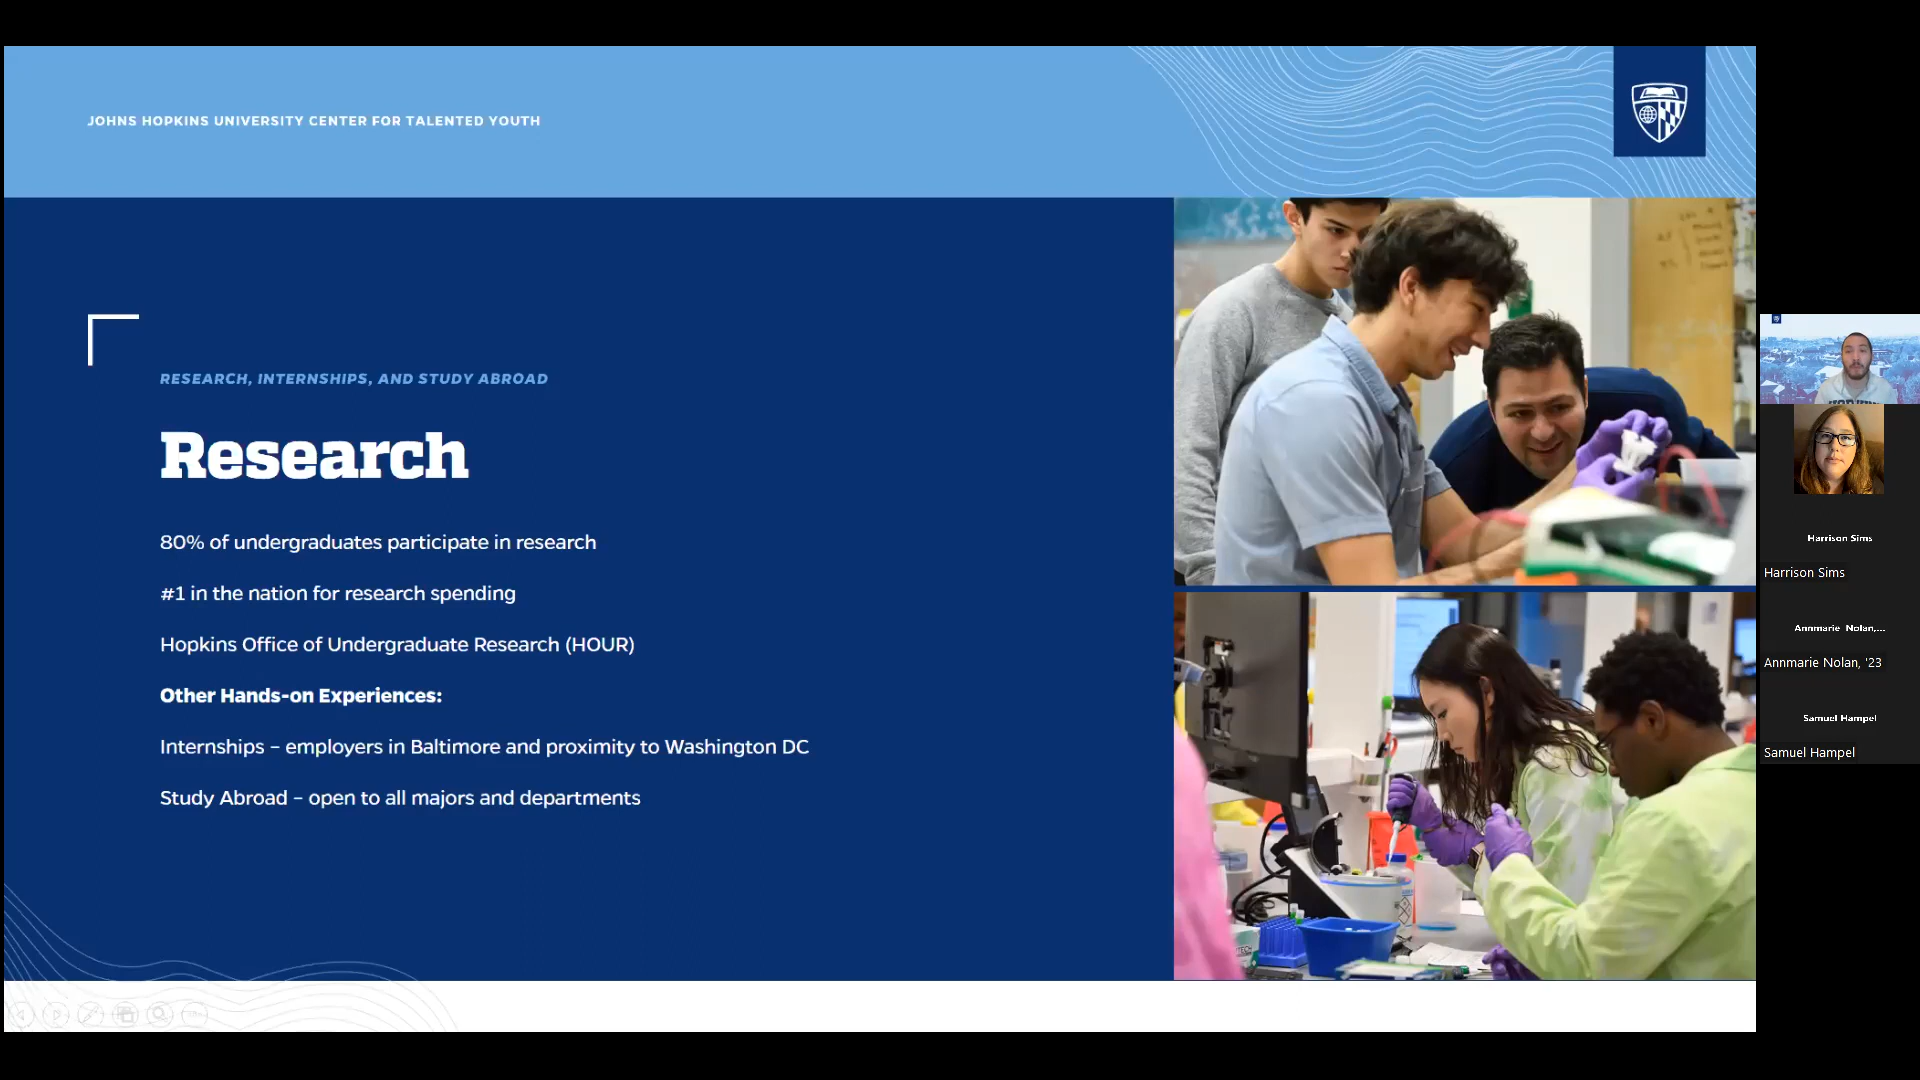 JOHNS HOPKINS UNIVERSITY CENTER FOR TALENTED YOUTH
RESEARCH, INTERNSHIPS, AND STUDY ABROAD
Research
80% of undergraduates participate in research
#1 in the nation for research spending
Hopkins Office of Undergraduate Research (HOUR)
Other Hands-on Experiences:
Internships – employers in Baltimore and proximity to Washington DC
Study Abroad – open to all majors and departments
Harrison Sims
Harrison Sims
Annmarie Nolan,...
Annmarie Nolan, '23
Samuel Hampel
Samuel Hampel